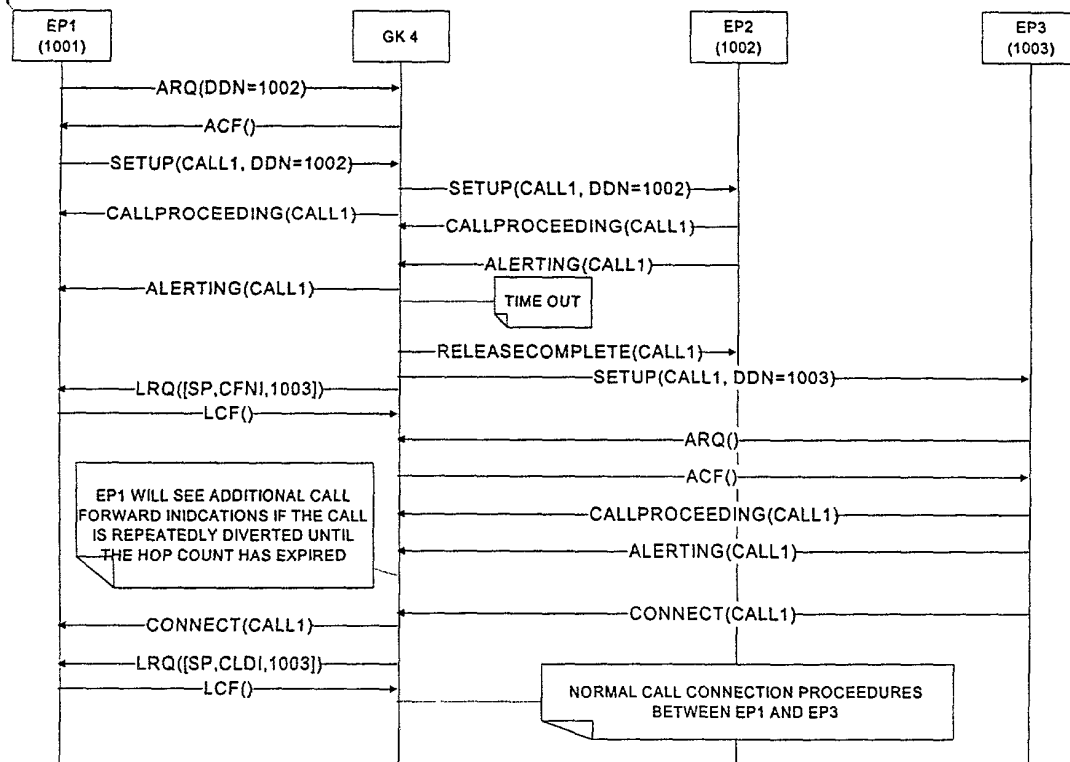 EP1
(1001)
GK 4
EP2
(1002)
EP3
(1003)
ARQ(DDN=1002)
ACF()
SETUP(CALL1, DDN=1002)
SETUP(CALL1, DDN=1002)
CALLPROCEEDING(CALL1)
CALLPROCEEDING(CALL1)
ALERTING(CALL1)
ALERTING(CALL1)
TIME OUT
RELEASECOMPLETE(CALL1)
SETUP(CALL1, DDN=1003)
LRQ([SP,CFNI,1003])
LCF()
ARQ()
ACF()
EP1 WILL SEE ADDITIONAL CALL
FORWARD INIDCATIONS IF THE CALL
IS REPEATEDLY DIVERTED UNTIL
THE HOP COUNT HAS EXPIRED
CALLPROCEEDING(CALL1)
ALERTING(CALL1)
CONNECT(CALL1)
CONNECT(CALL1)
LRQ([SP,CLDI,1003])
LCF()
NORMAL CALL CONNECTION PROCEEDURES
BETWEEN EP1 AND EP3